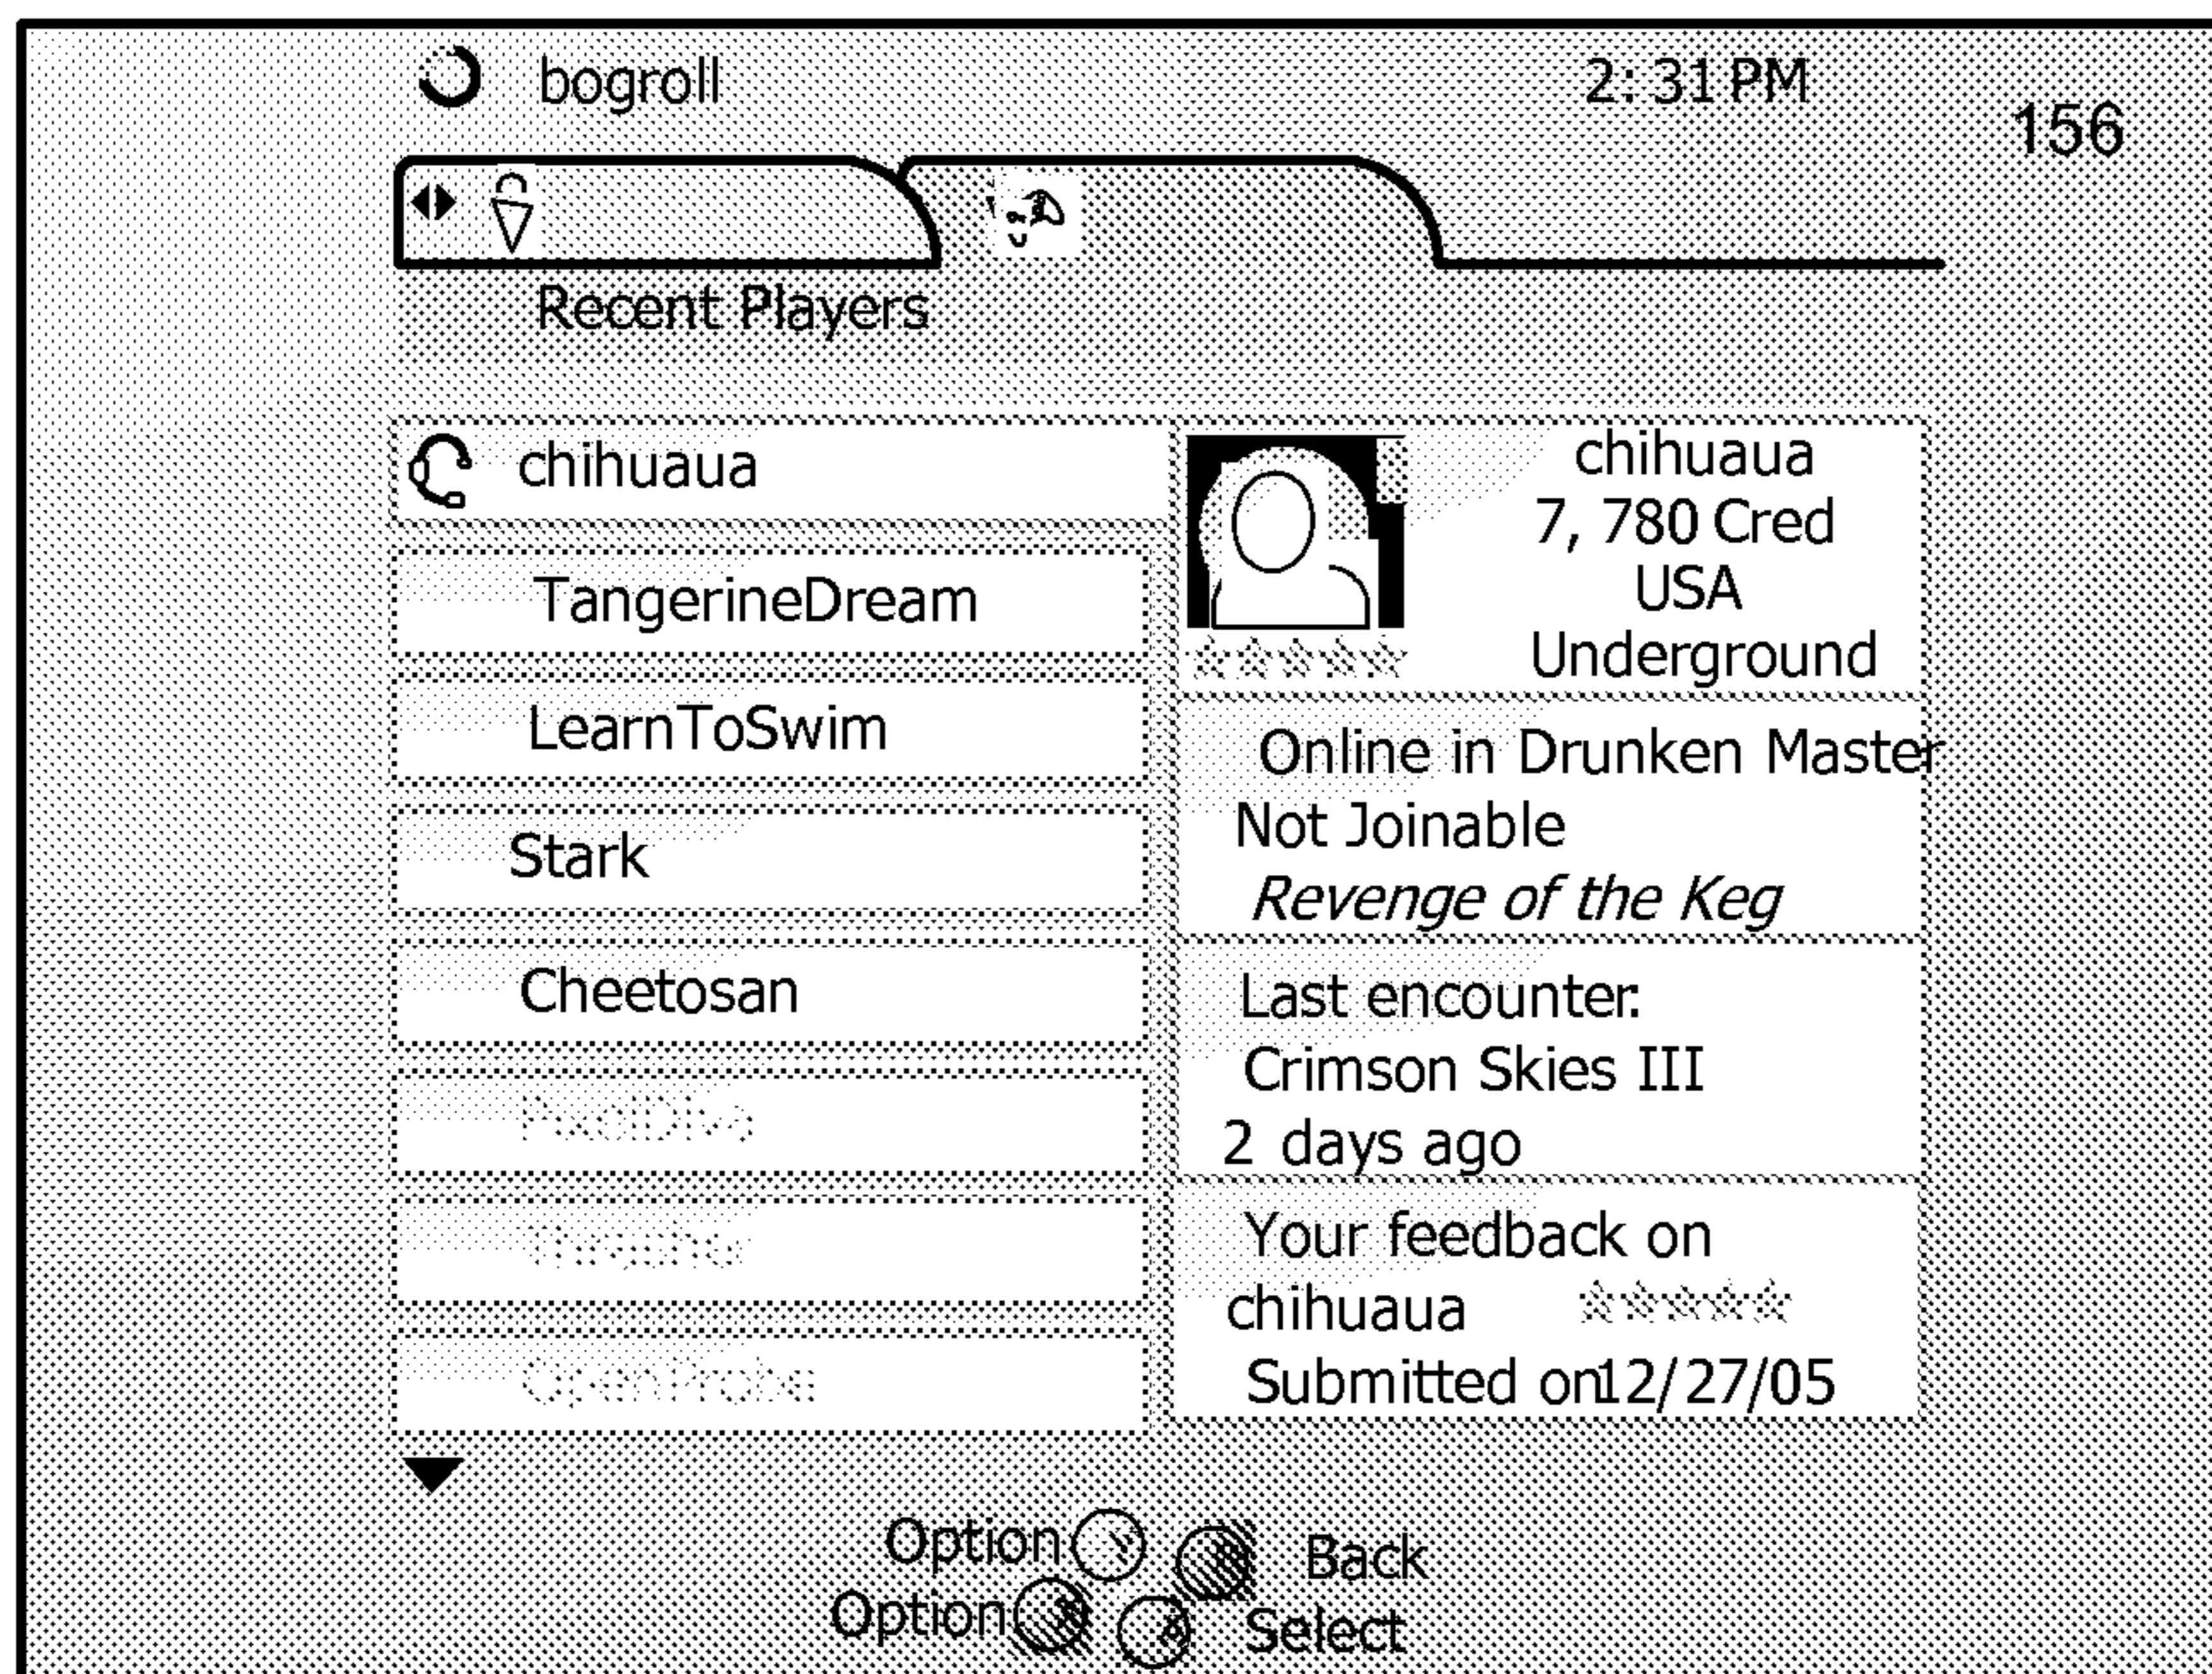 bogroll
2: 31 PM
156
Recent Players
chihuaua
TangerineDream
LearnToSwim
Stark
Cheetosan
chihuaua
7, 780 Cred
USA
Underground
Online in Drunken Master
Not Joinable
Revenge of the Keg
Last encounter:
Crimson Skies III
2 days ago
Your feedback on
chihuaua
Submitted on12/27/05
Option Y
Back
Option
Select